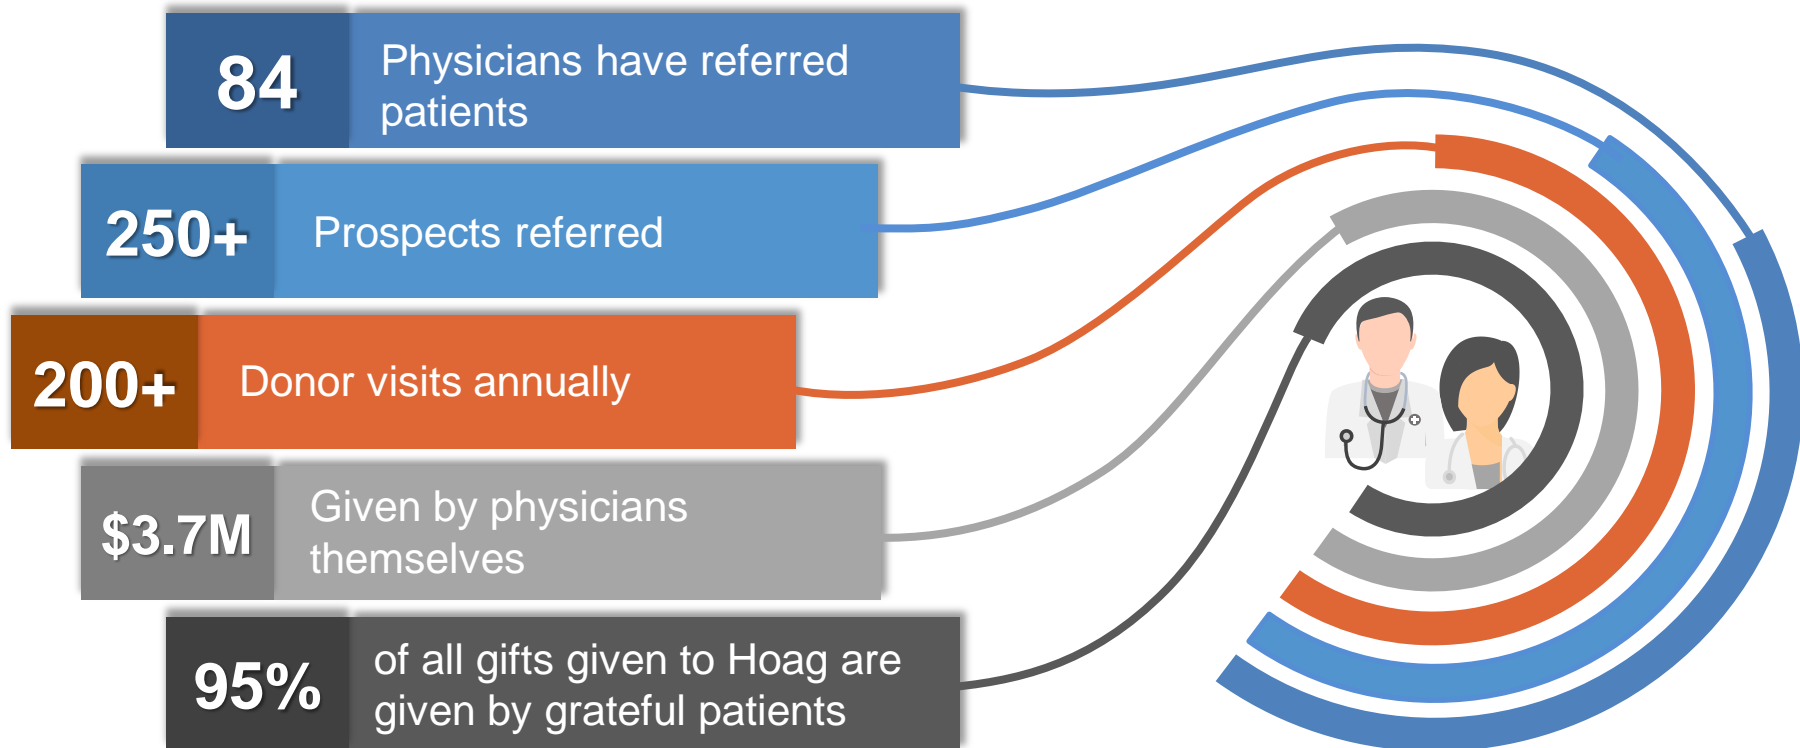 84
Physicians have referred
patients
250+
Prospects referred
200+
Donor visits annually
$3.7M
Given by physicians
themselves
95%
of all gifts given to Hoag are
given by grateful patients